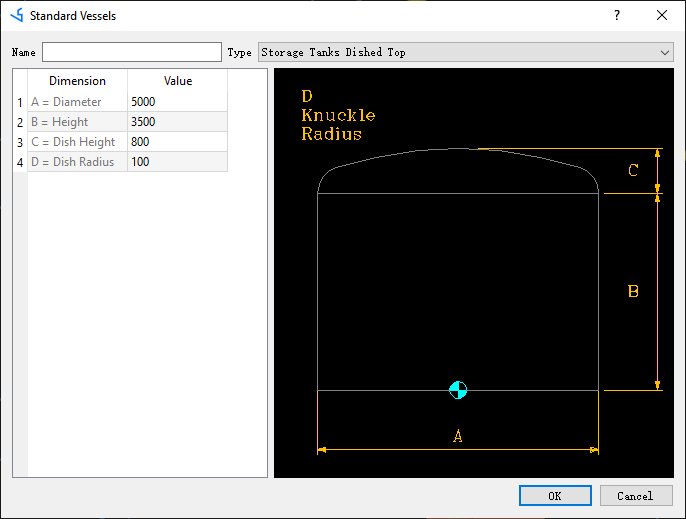 Standard Vessels
?
Name
Type Storage Tanks Dished Top
Dimension Value
1 A = Diameter 5000
2 B = Height 3500
3 C = Dish Height 800
4 D = Dish Radius 100
D
Knuckle
Radius
C
B
A
OK Cancel